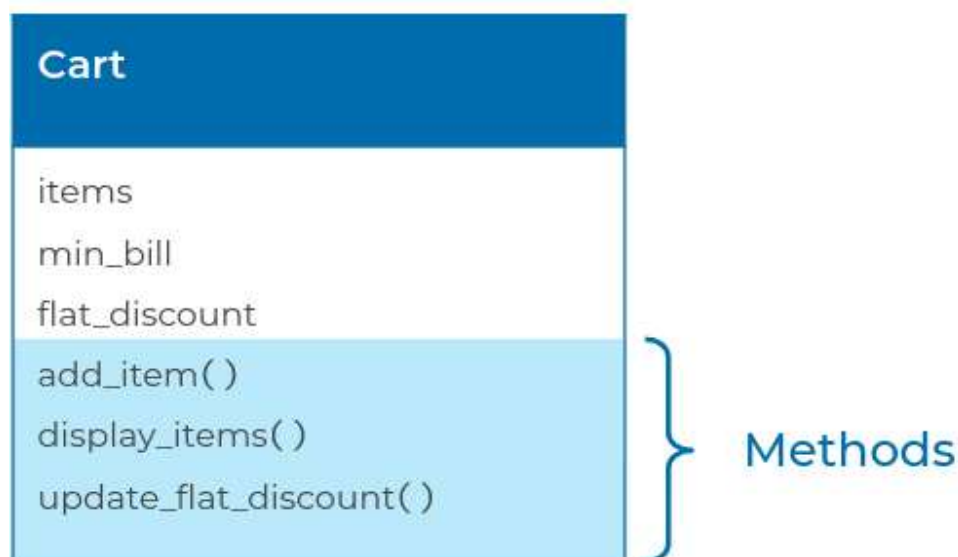 Cart
items
min_bill
flat_discount
add_item()
display_items()
update_flat_discount()
Methods